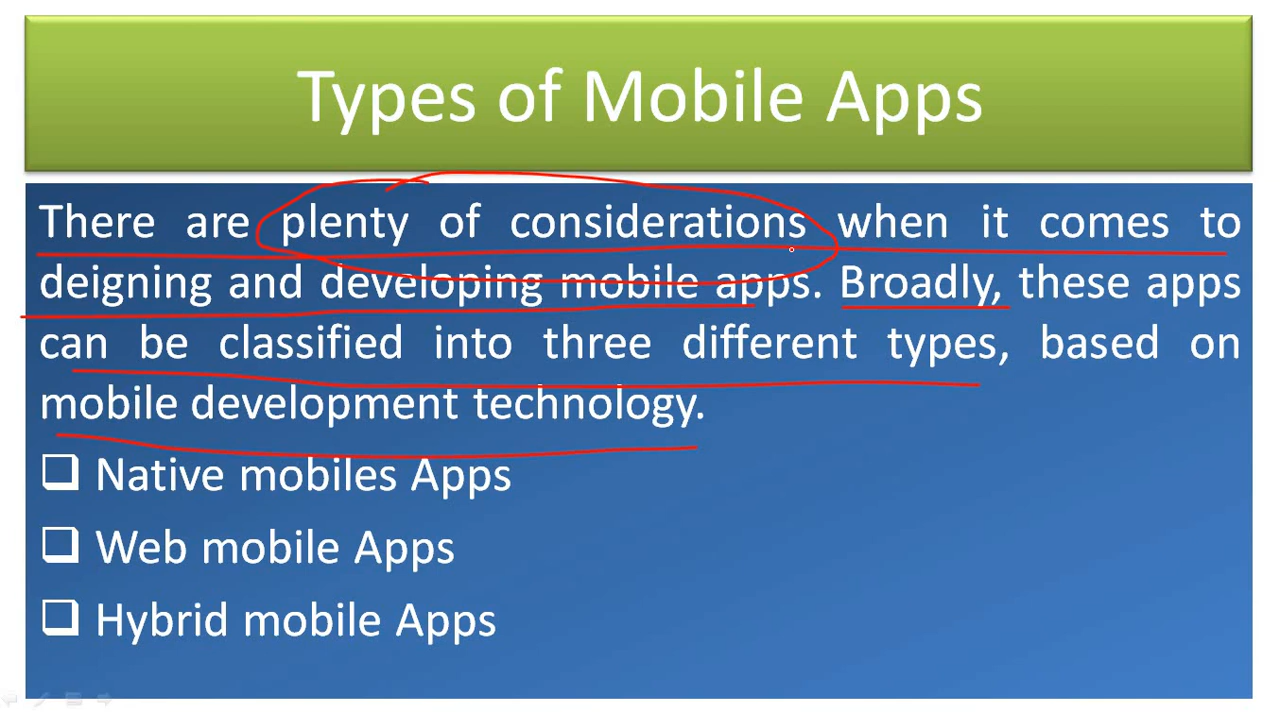 Types of Mobile Apps
There are plenty of considerations when it comes to
deigning and developing mobile apps. Broadly, these apps
can be classified into three different types, based on
mobile development technology.
❑ Native mobiles Apps
❑ Web mobile Apps
❑ Hybrid mobile Apps